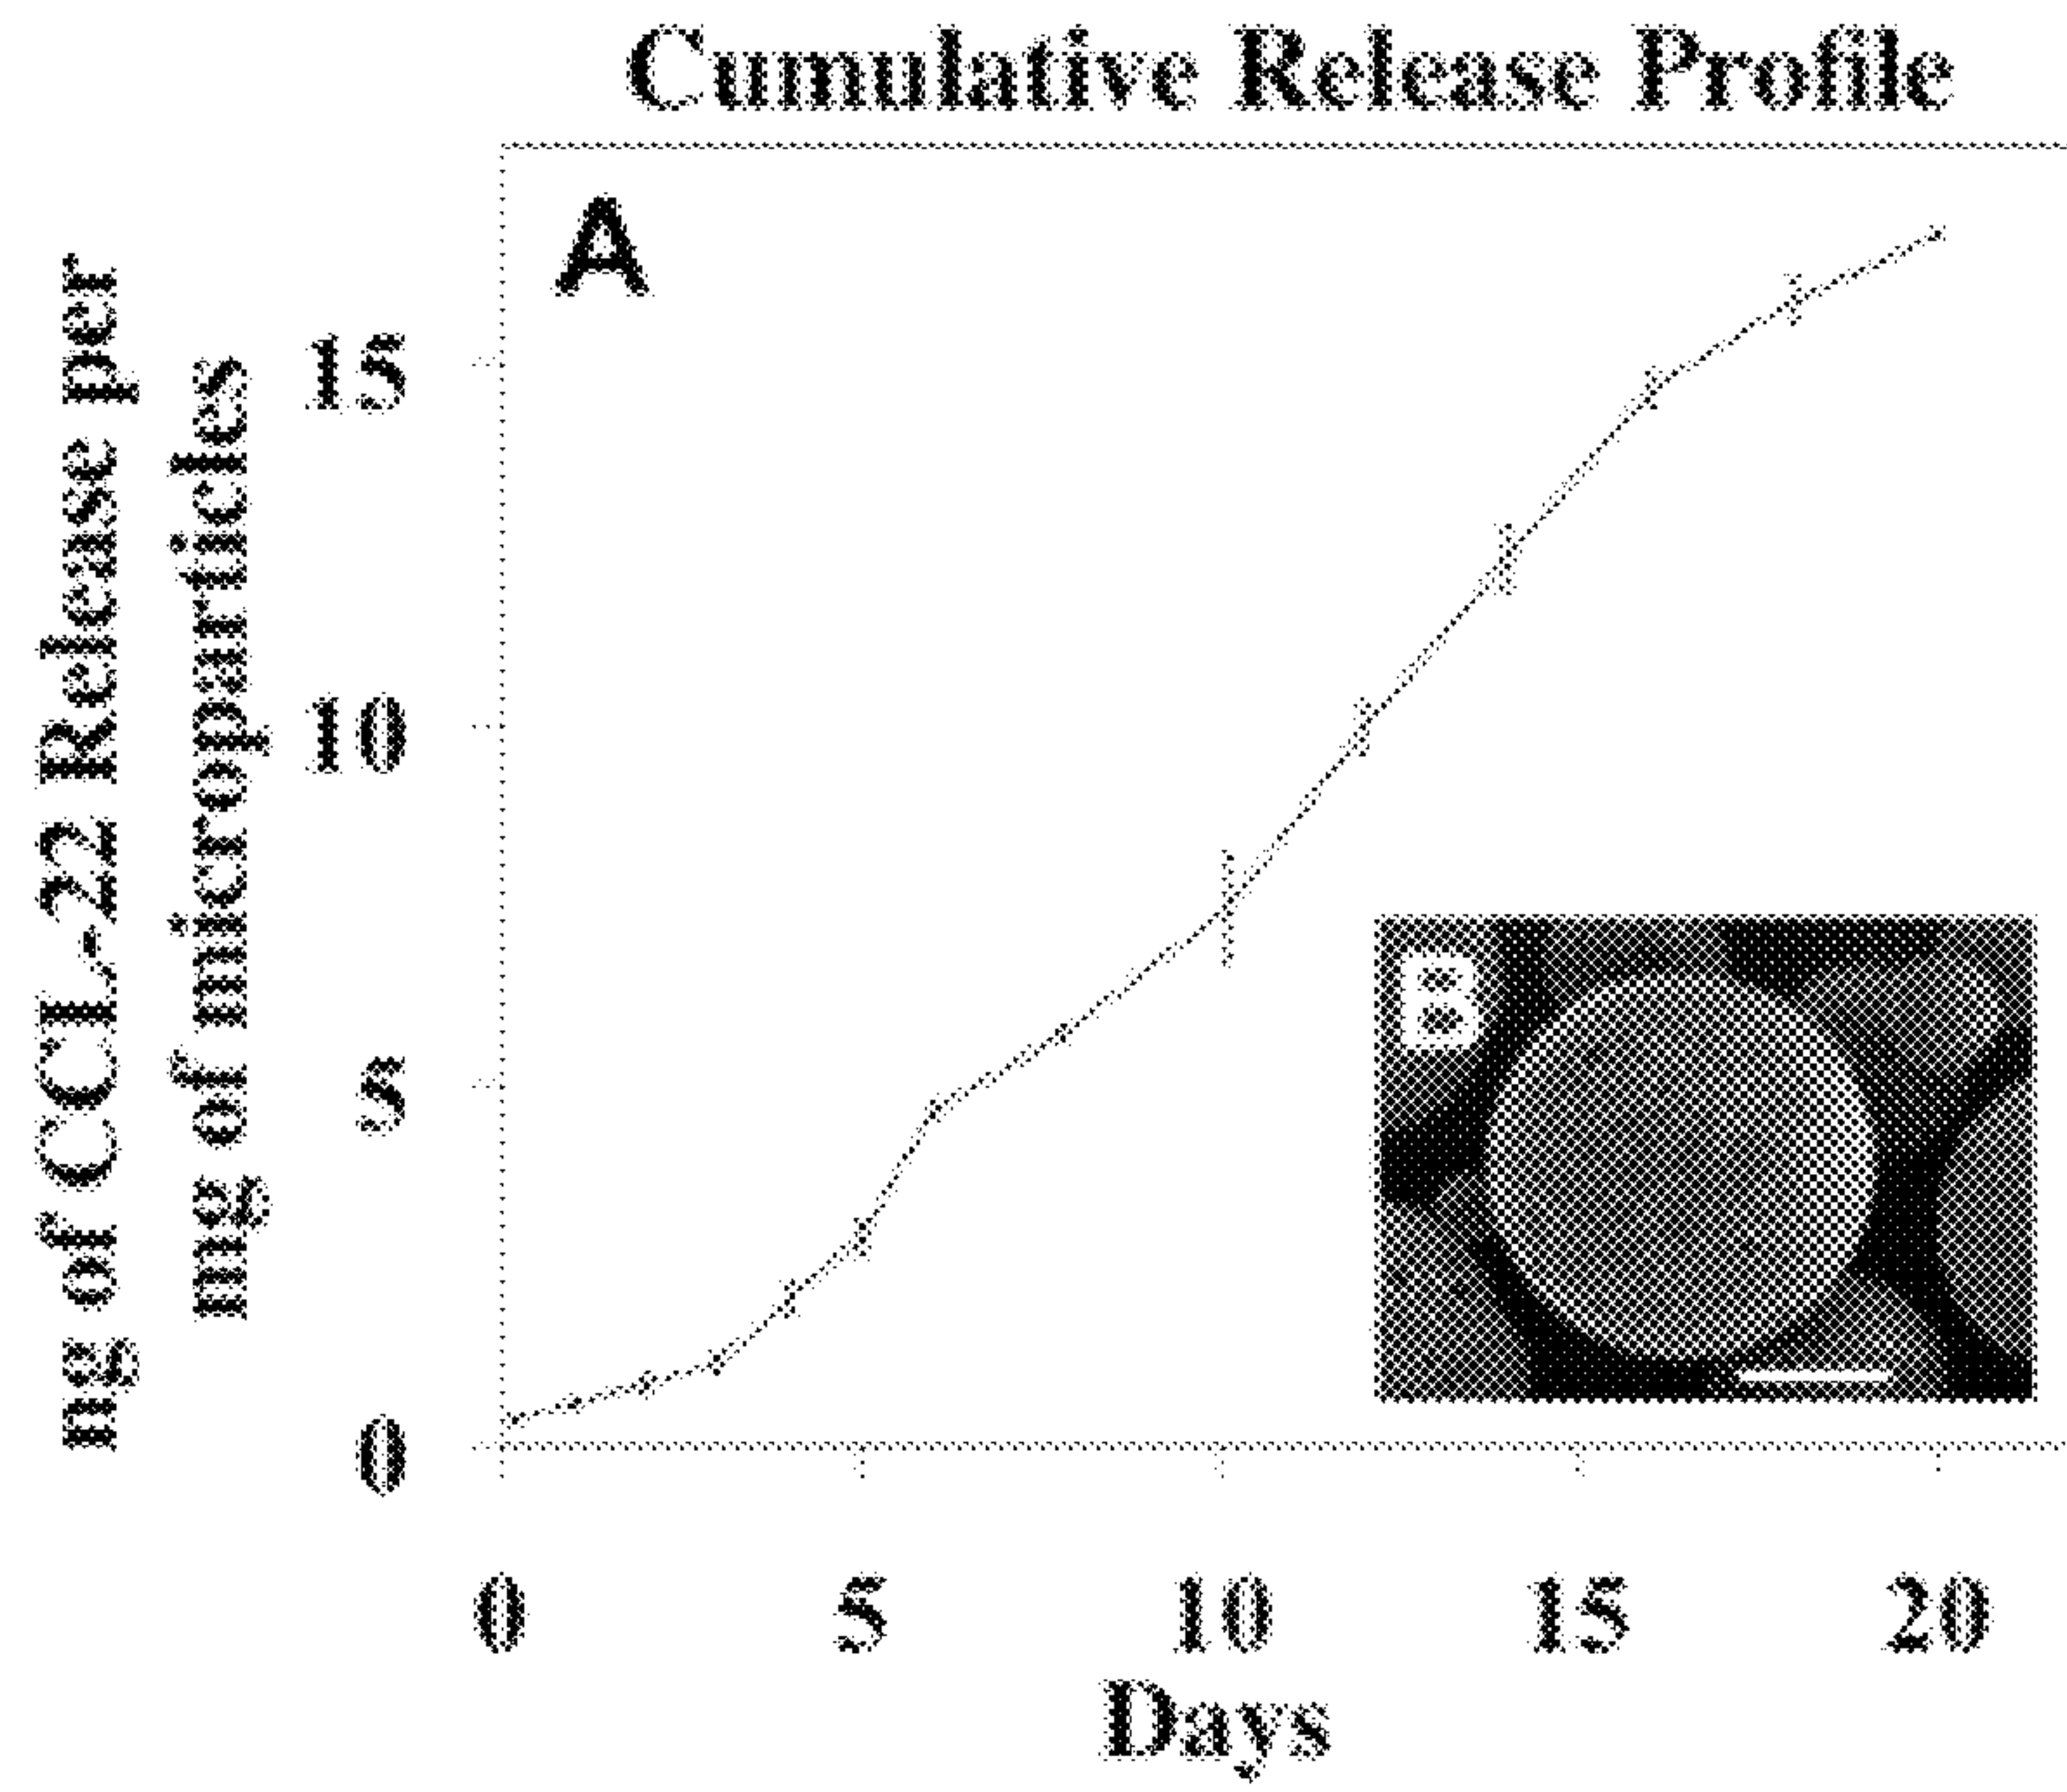 Cumulative Release Profile
A
ng of CCL-22 Release per
mg of microparticles
15
10
5
0
B
0 5 10 15 20
Days